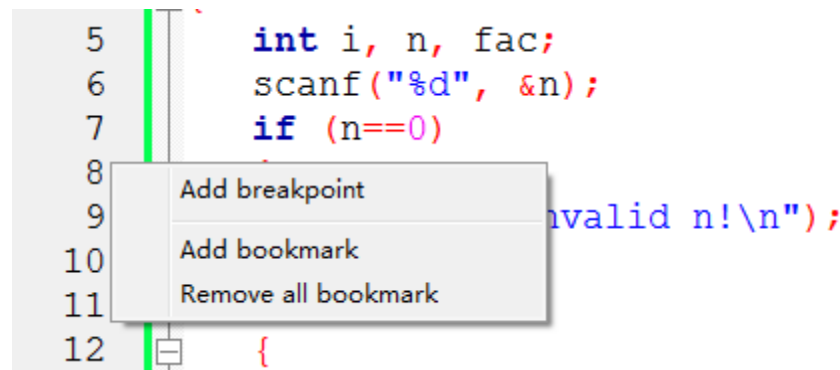 5 int i, n, fac;
6 scanf("%d", &n);
7 if (n==0)
8
Add breakpoint
9 nvalid n!\n");
Add bookmark
10
Remove all bookmark
11
12 {